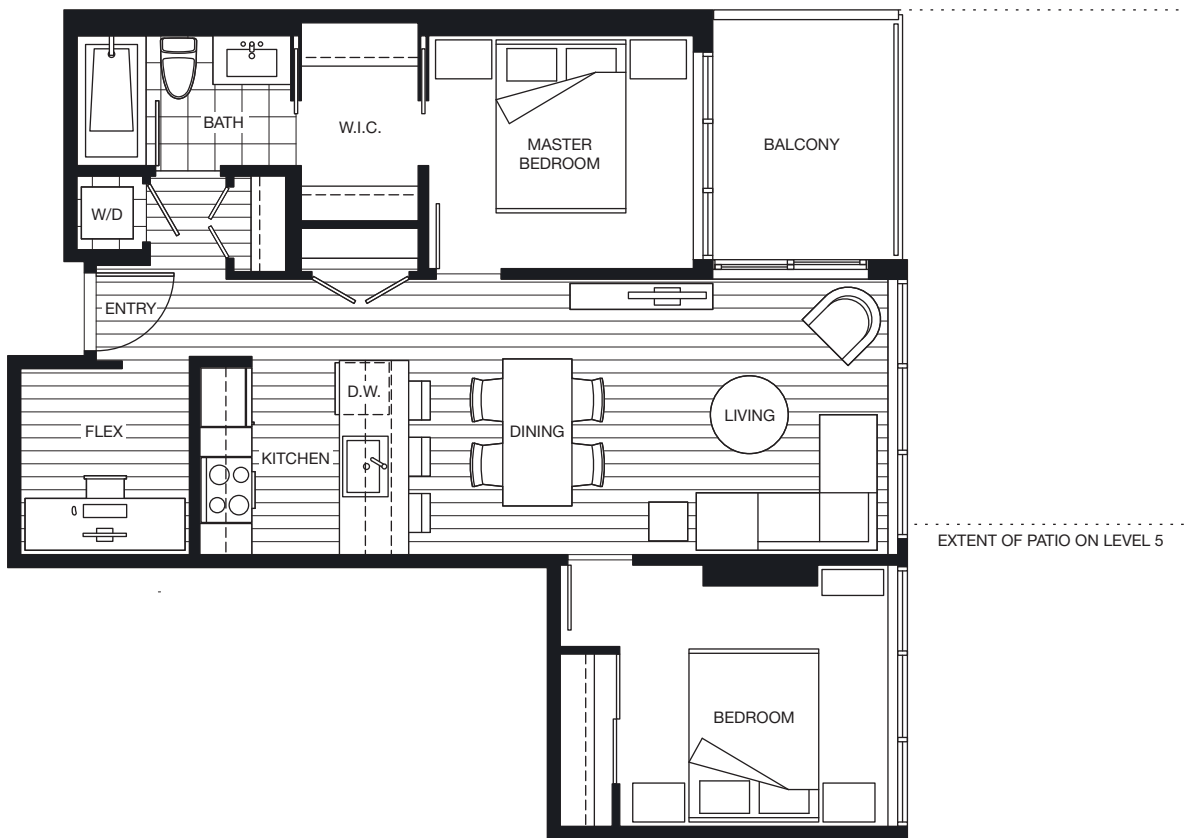 BATH
W.I.C.
MASTER
BEDROOM
BALCONY
W/D
ENTRY
D.W.
FLEX
KITCHEN
DINING
LIVING
EXTENT OF PATIO ON LEVEL 5
BEDROOM